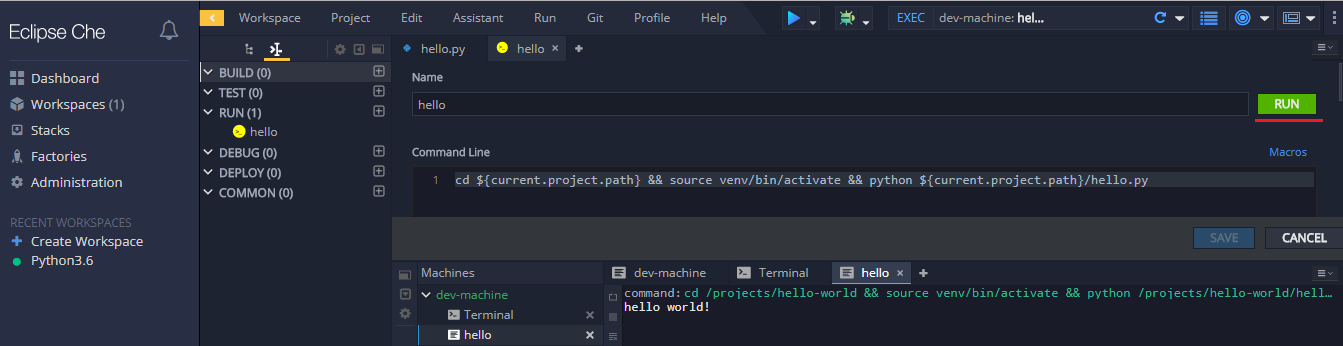 Eclipse Che
Dashboard
Workspaces (1)
Stacks
Factories
Administration
RECENT WORKSPACES
Create Workspace
Python3.6
Workspace Project Edit Assistant Run Git Profile Help EXEC dev-machine: hel...
BUILD (0)
TEST (0)
RUN (1)
hello
DEBUG (0)
DEPLOY (0)
COMMON (0)
hello.py hello
Name
hello RUN
Command Line Macros
1 cd ${current.project.path} && source venv/bin/activate && python ${current.project.path}/hello.py
SAVE CANCEL
Machines
dev-machine
Terminal
hello
dev-machine Terminal hello
command: cd /projects/hello-world && source venv/bin/activate && python /projects/hello-world/hell...
hello world!